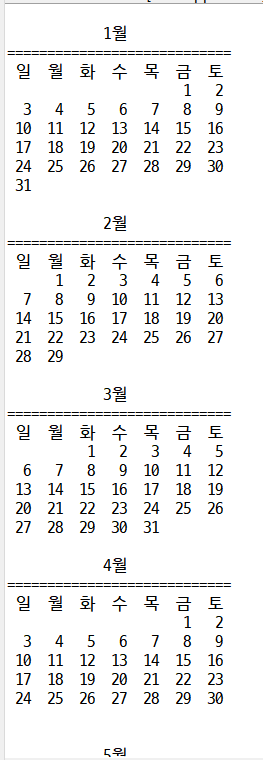 1월
============================
일 월 화 수 목 금 토
1 2
3 4 5 6 7 8 9
10 11 12 13 14 15 16
17 18 19 20 21 22 23
24 25 26 27 28 29 30
31
2월
============================
일 월 화 수 목 금 토
1 2 3 4 5 6
7 8 9 10 11 12 13
14 15 16 17 18 19 20
21 22 23 24 25 26 27
28 29
3월
============================
일 월 화 수 목 금 토
1 2 3 4 5
6 7 8 9 10 11 12
13 14 15 16 17 18 19
20 21 22 23 24 25 26
27 28 29 30 31
4월
============================
일 월 화 수 목 금 토
1 2
3 4 5 6 7 8 9
10 11 12 13 14 15 16
17 18 19 20 21 22 23
24 25 26 27 28 29 30
5월